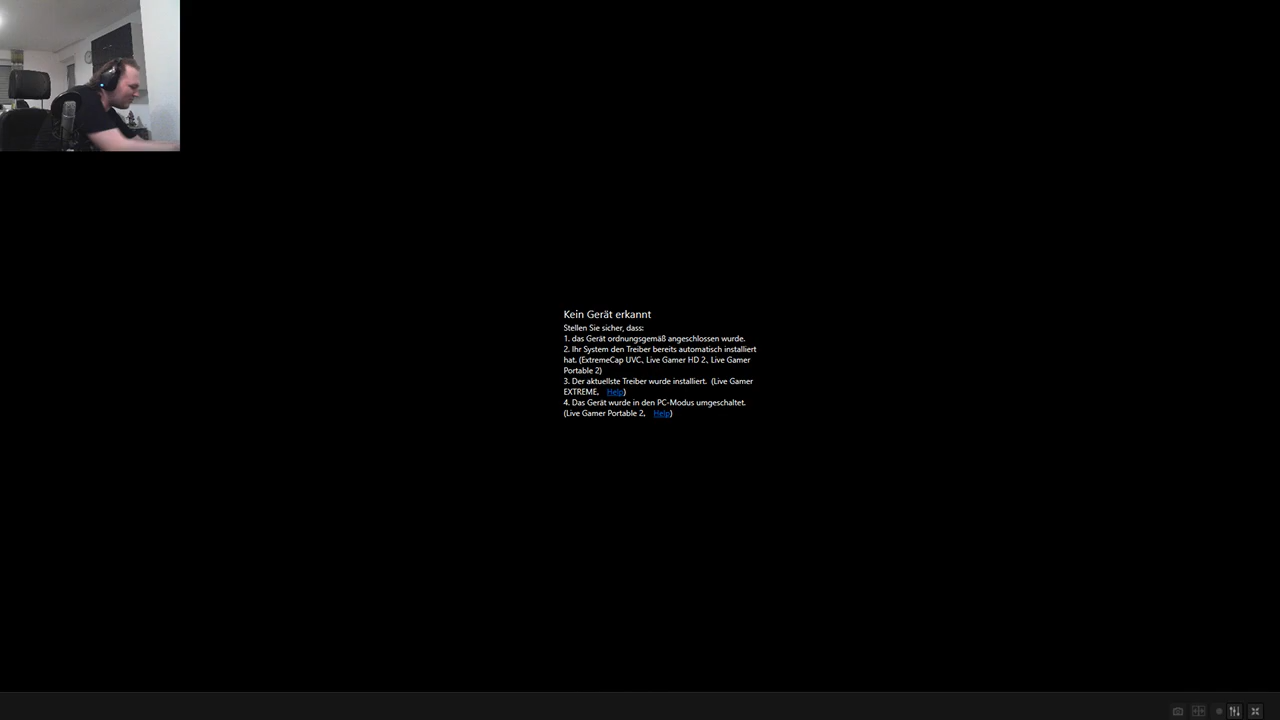 Kein Gerät erkannt
Stellen Sie sicher, dass:
1. das Gerät ordnungsgemäß angeschlossen wurde.
2. Ihr System den Treiber bereits automatisch installiert
hat. (ExtremeCap UVC、Live Gamer HD 2、Live Gamer
Portable 2)
3. Der aktuellste Treiber wurde installiert. (Live Gamer
EXTREME、 Help)
4. Das Gerät wurde in den PC-Modus umgeschaltet.
(Live Gamer Portable 2、 Help)